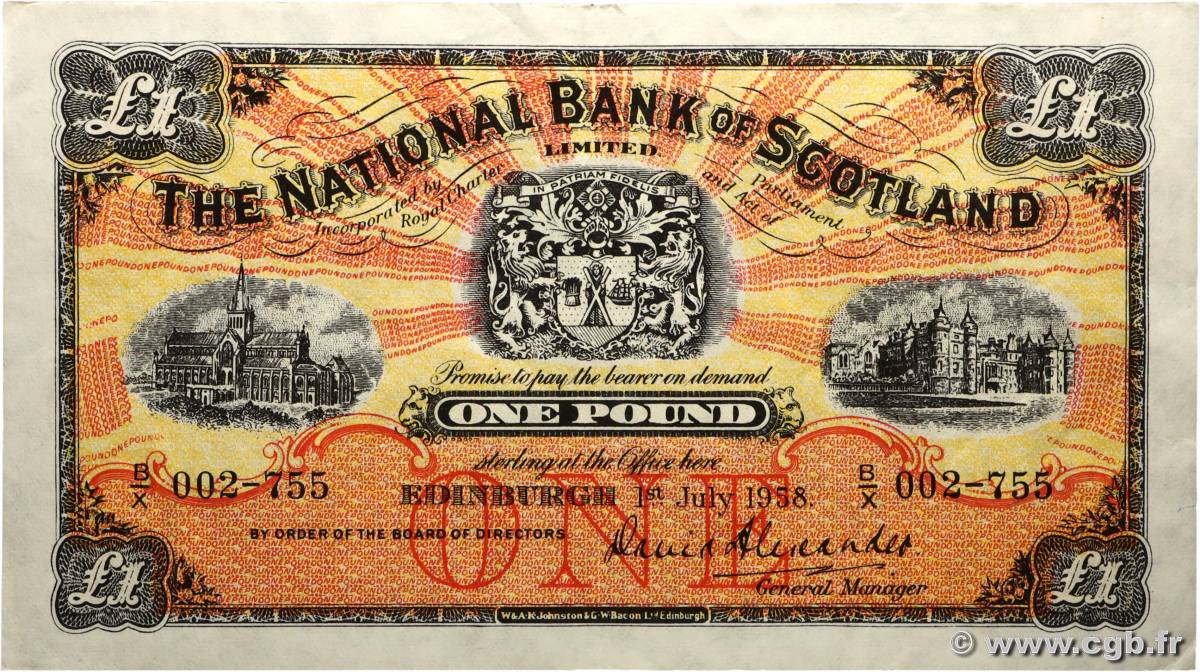 £1 £1
THE NATIONAL BANK OF SCOTLAND
LIMITED
Incorporated by Royal Charter and Act of Parliament
IN PATRIAM FIDELIS
Promise to pay the bearer on demand
ONE POUND
sterling at the Office here
B/X 002-755 EDINBURGH 1st July 1958. B/X 002-755
ONE
BY ORDER OF THE BOARD OF DIRECTORS David Alexander.
General Manager
£1 £1
W. & A. K. Johnston & G. W. Bacon Ltd Edinburgh
© www.cgb.fr